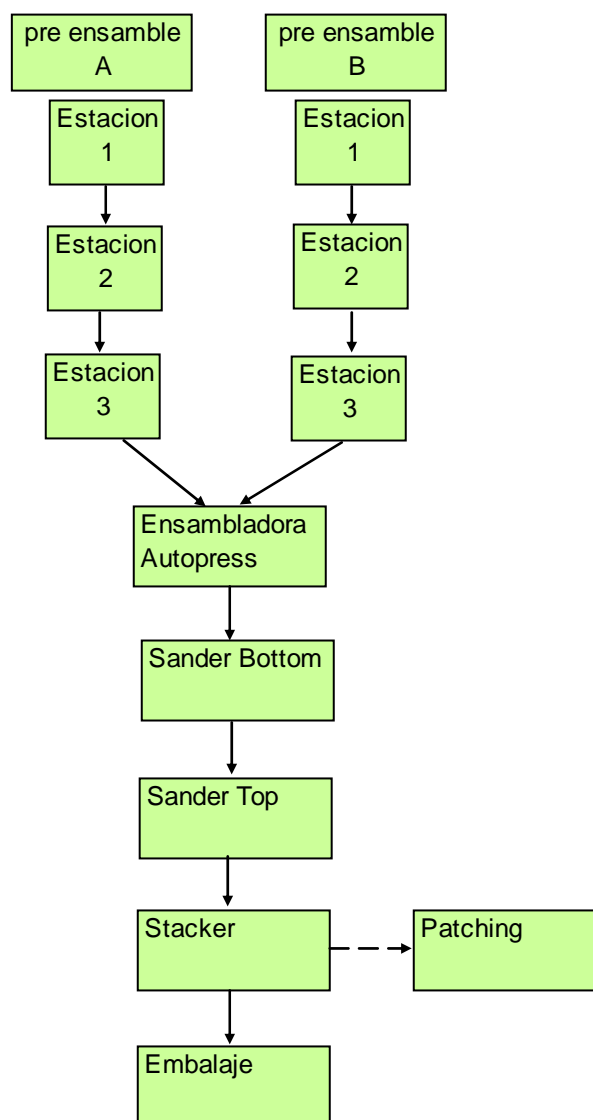 pre ensamble
A
pre ensamble
B
Estacion
1
Estacion
1
Estacion
2
Estacion
2
Estacion
3
Estacion
3
Ensambladora
Autopress
Sander Bottom
Sander Top
Stacker
Patching
Embalaje